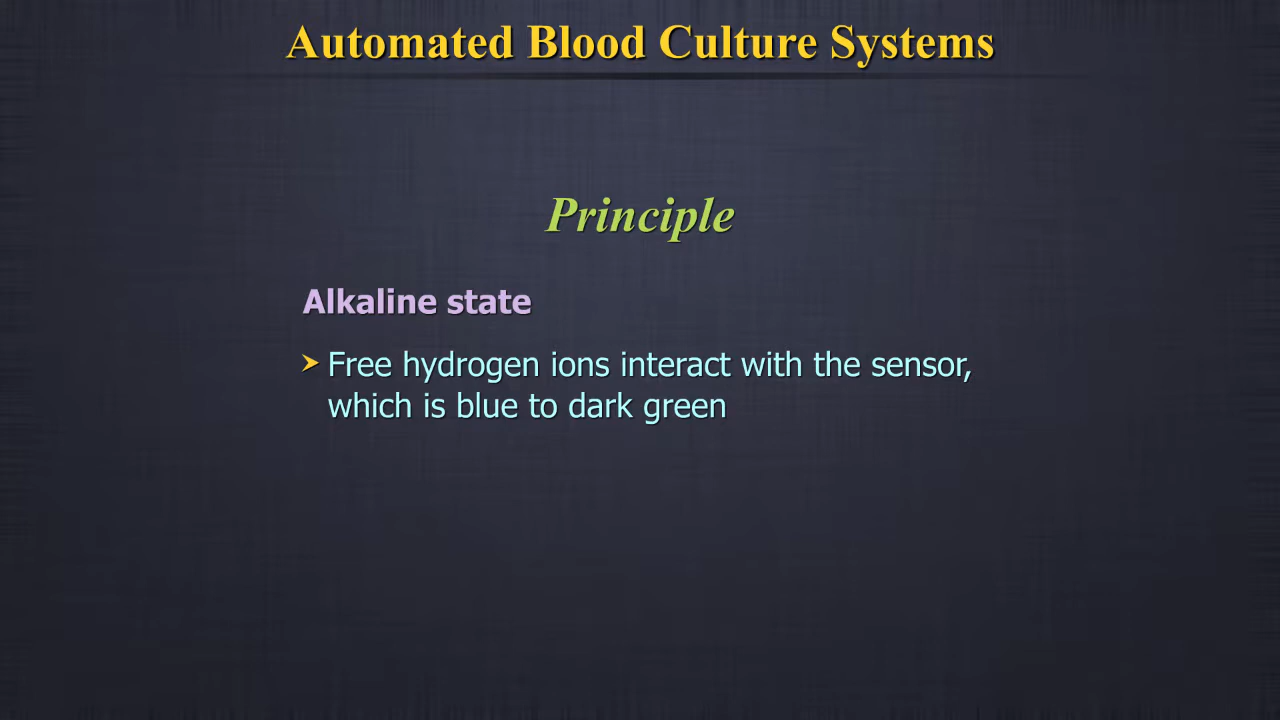 Automated Blood Culture Systems
Principle
Alkaline state
➤ Free hydrogen ions interact with the sensor,
which is blue to dark green